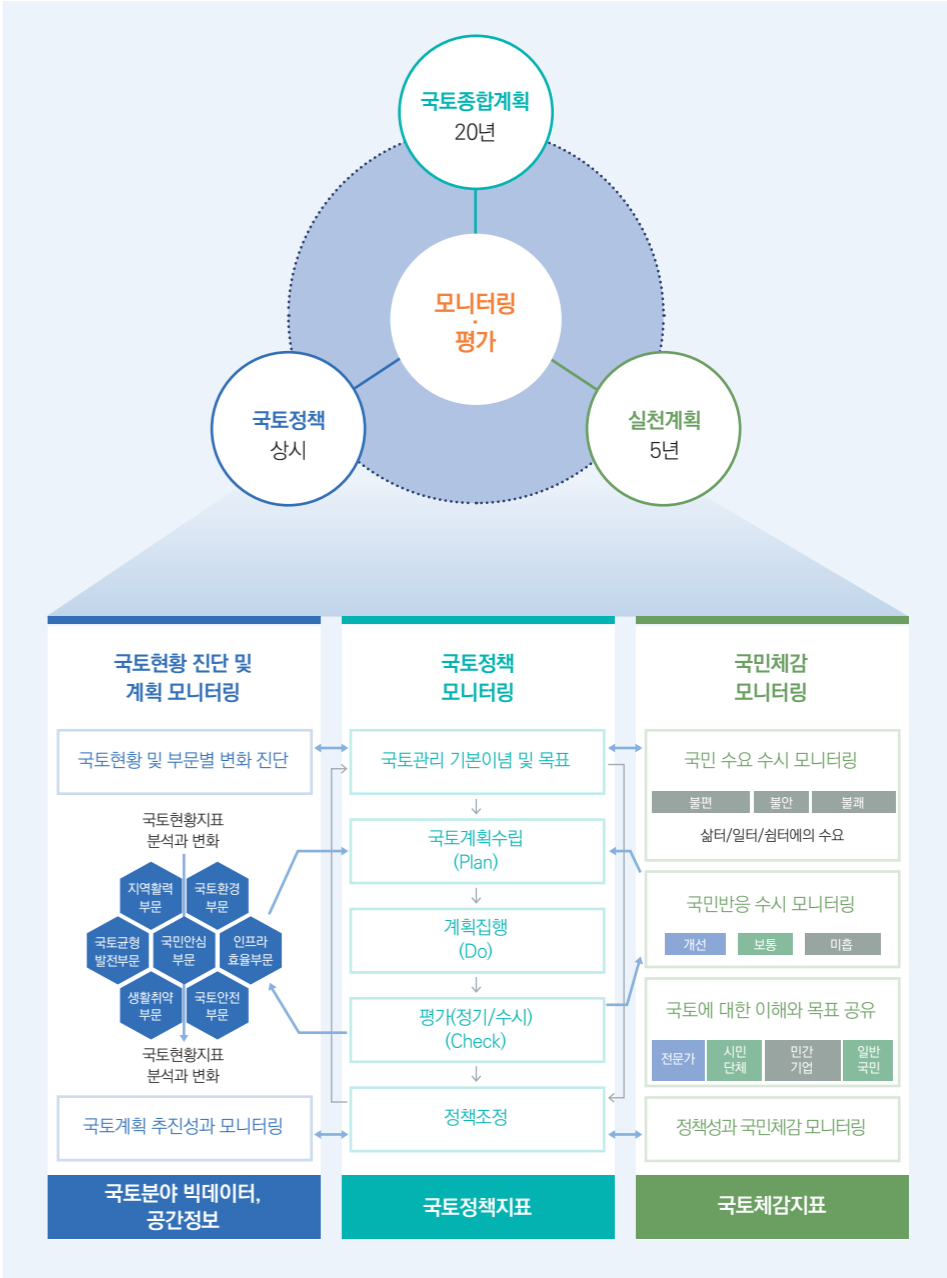 국토종합계획
20년
모니터링
·
평가
국토정책
상시
실천계획
5년
국토현황 진단 및
계획 모니터링
국토현황 및 부문별 변화 진단
국토현황지표
분석과 변화
지역활력
부문
국토환경
부문
국토균형
발전부문
국민안심
부문
인프라
효율부문
생활취약
부문
국토안전
부문
국토현황지표
분석과 변화
국토계획 추진성과 모니터링
국토분야 빅데이터,
공간정보
국토정책
모니터링
국토관리 기본이념 및 목표
국토계획수립
(Plan)
계획집행
(Do)
평가(정기/수시)
(Check)
정책조정
국토정책지표
국민체감
모니터링
국민 수요 수시 모니터링
불편 불안 불쾌
삶터/일터/쉼터에의 수요
국민반응 수시 모니터링
개선 보통 미흡
국토에 대한 이해와 목표 공유
전문가
시민
단체
민간
기업
일반
국민
정책성과 국민체감 모니터링
국토체감지표